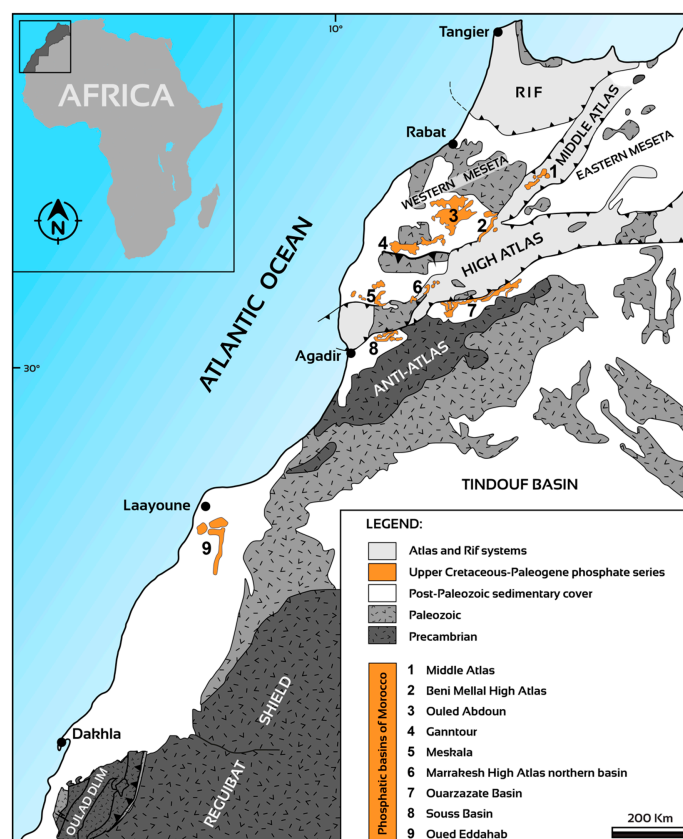 10°
Tangier
AFRICA
RIF
MIDDLE ATLAS
Rabat
EASTERN MESETA
WESTERN MESETA
1
N
3
2
ATLANTIC OCEAN
4
HIGH ATLAS
5
6
7
8
Agadir
30°
ANTI-ATLAS
Laayoune
TINDOUF BASIN
9
LEGEND:
Atlas and Rif systems
Upper Cretaceous-Paleogene phosphate series
Post-Paleozoic sedimentary cover
Paleozoic
Precambrian
SHIELD
REGUIBAT
Dakhla
OULAD DLIM
Phosphatic basins of Morocco
1 Middle Atlas
2 Beni Mellal High Atlas
3 Ouled Abdoun
4 Ganntour
5 Meskala
6 Marrakesh High Atlas northern basin
7 Ouarzazate Basin
8 Souss Basin
9 Oued Eddahab
200 Km